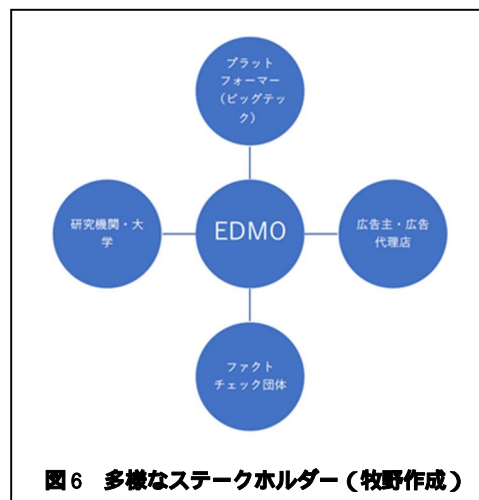 プラット
フォーマー
（ビッグテッ
ク）
研究機関・大
学
EDMO
広告主・広告
代理店
ファクト
チェック団体
図6 多様なステークホルダー（牧野作成）